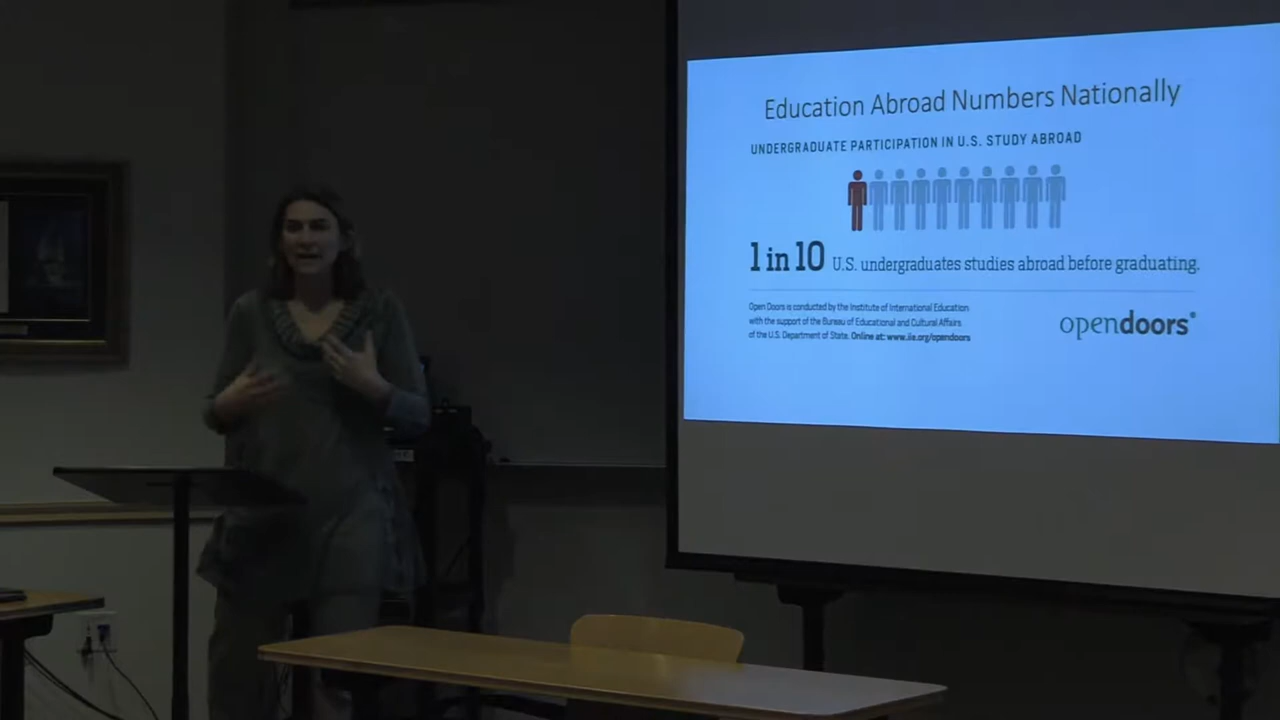 Education Abroad Numbers Nationally
UNDERGRADUATE PARTICIPATION IN U.S. STUDY ABROAD
1 in 10 U.S. undergraduates studies abroad before graduating.
Open Doors is conducted by the Institute of International Education
with the support of the Bureau of Educational and Cultural Affairs
of the U.S. Department of State. Online at: www.iie.org/opendoors
opendoors®